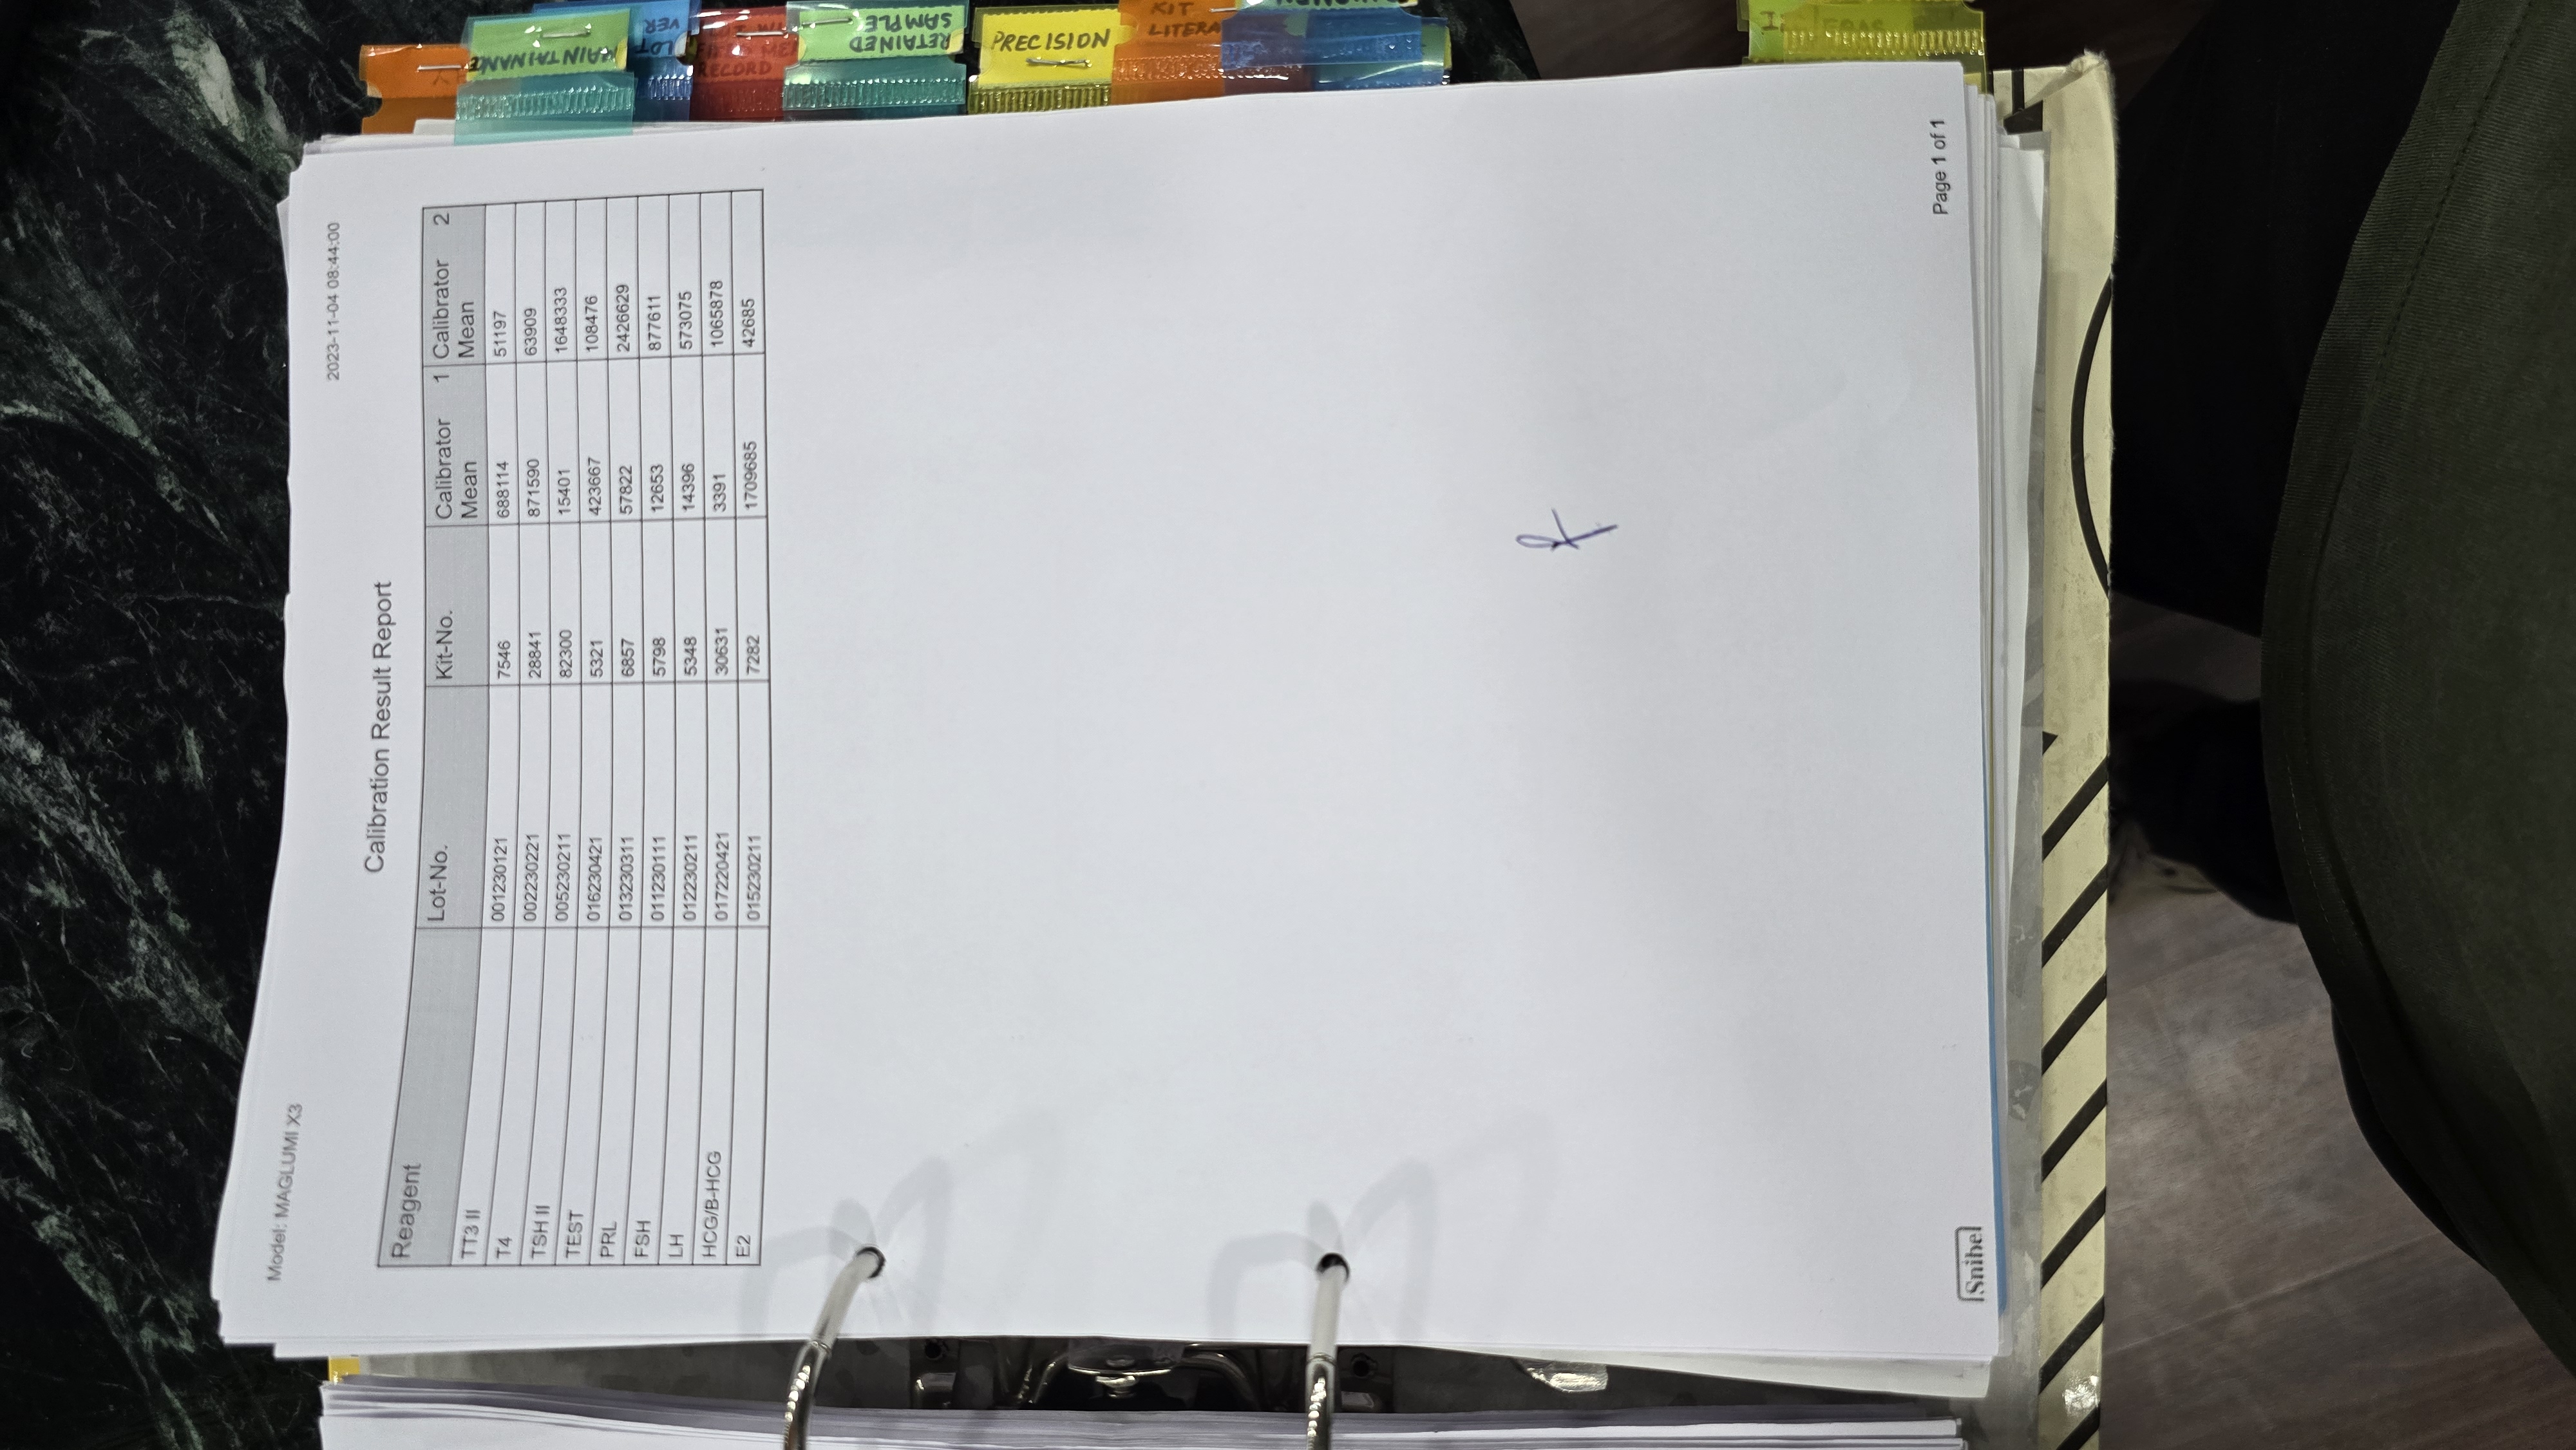 Model: MAGLUMI X3
2023-11-04 08:44:00
Calibration Result Report
Reagent Lot-No. Kit-No. Calibrator 1 Mean Calibrator 2 Mean
TT3 II 001230121 7546 688114 51197
T4 002230221 28841 871590 63909
TSH II 005230211 82300 15401 1648333
TEST 016230421 5321 423667 108476
PRL 013230311 6857 57822 2426629
FSH 011230111 5798 12653 877611
LH 012230211 5348 14396 573075
HCG/B-HCG 017220421 30631 3391 1065878
E2 015230211 7282 1709685 42685
MAINTAINANC
LOT
VER
RECORD
RETAINED
SAMPLE
PRECISION
KIT
LITERA
Snibe
Page 1 of 1